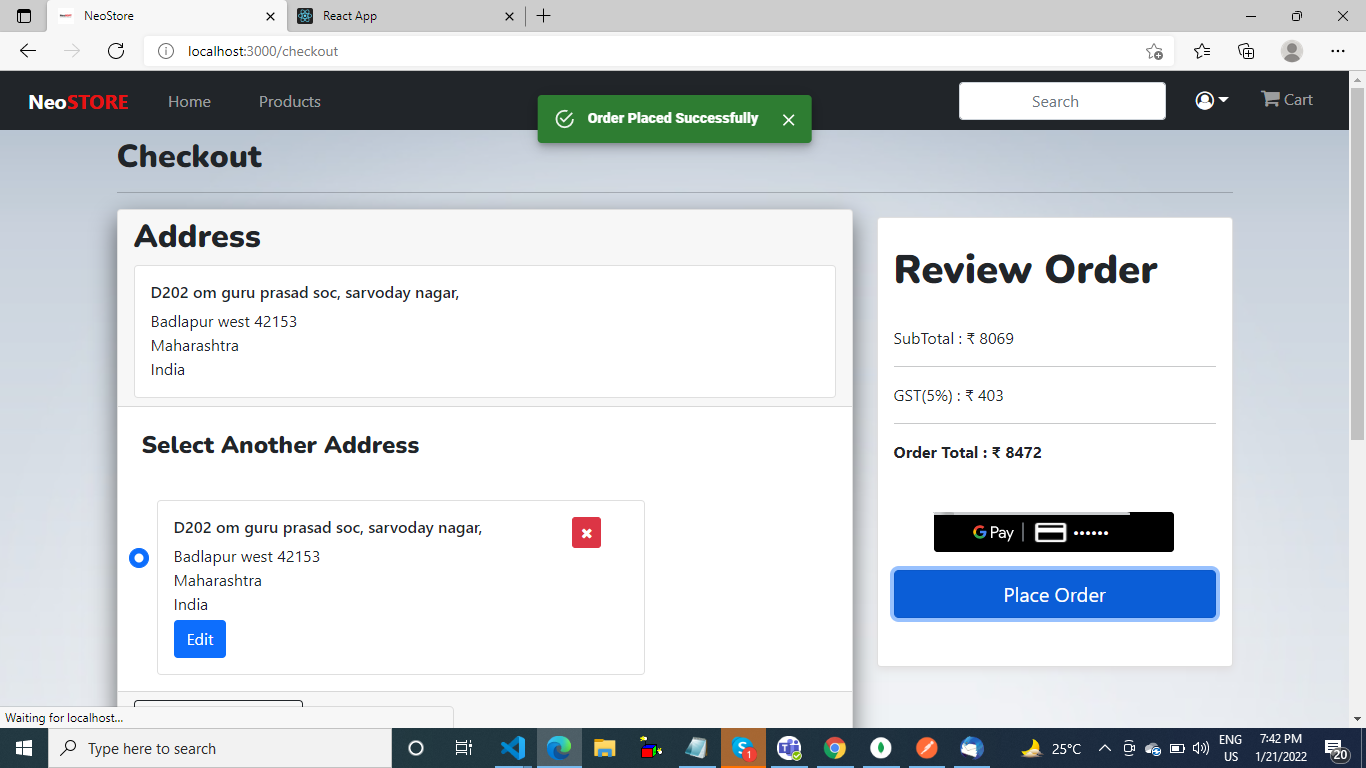 NeoStore
React App
localhost:3000/checkout
NeoSTORE
Home
Products
Order Placed Successfully
Search
Cart
Checkout
Address
D202 om guru prasad soc, sarvoday nagar,
Badlapur west 42153
Maharashtra
India
Select Another Address
D202 om guru prasad soc, sarvoday nagar,
Badlapur west 42153
Maharashtra
India
Edit
Review Order
SubTotal : ₹ 8069
GST(5%) : ₹ 403
Order Total : ₹ 8472
G Pay
Place Order
Waiting for localhost...
Type here to search
S
1
25°C
ENG
US
7:42 PM
1/21/2022
20